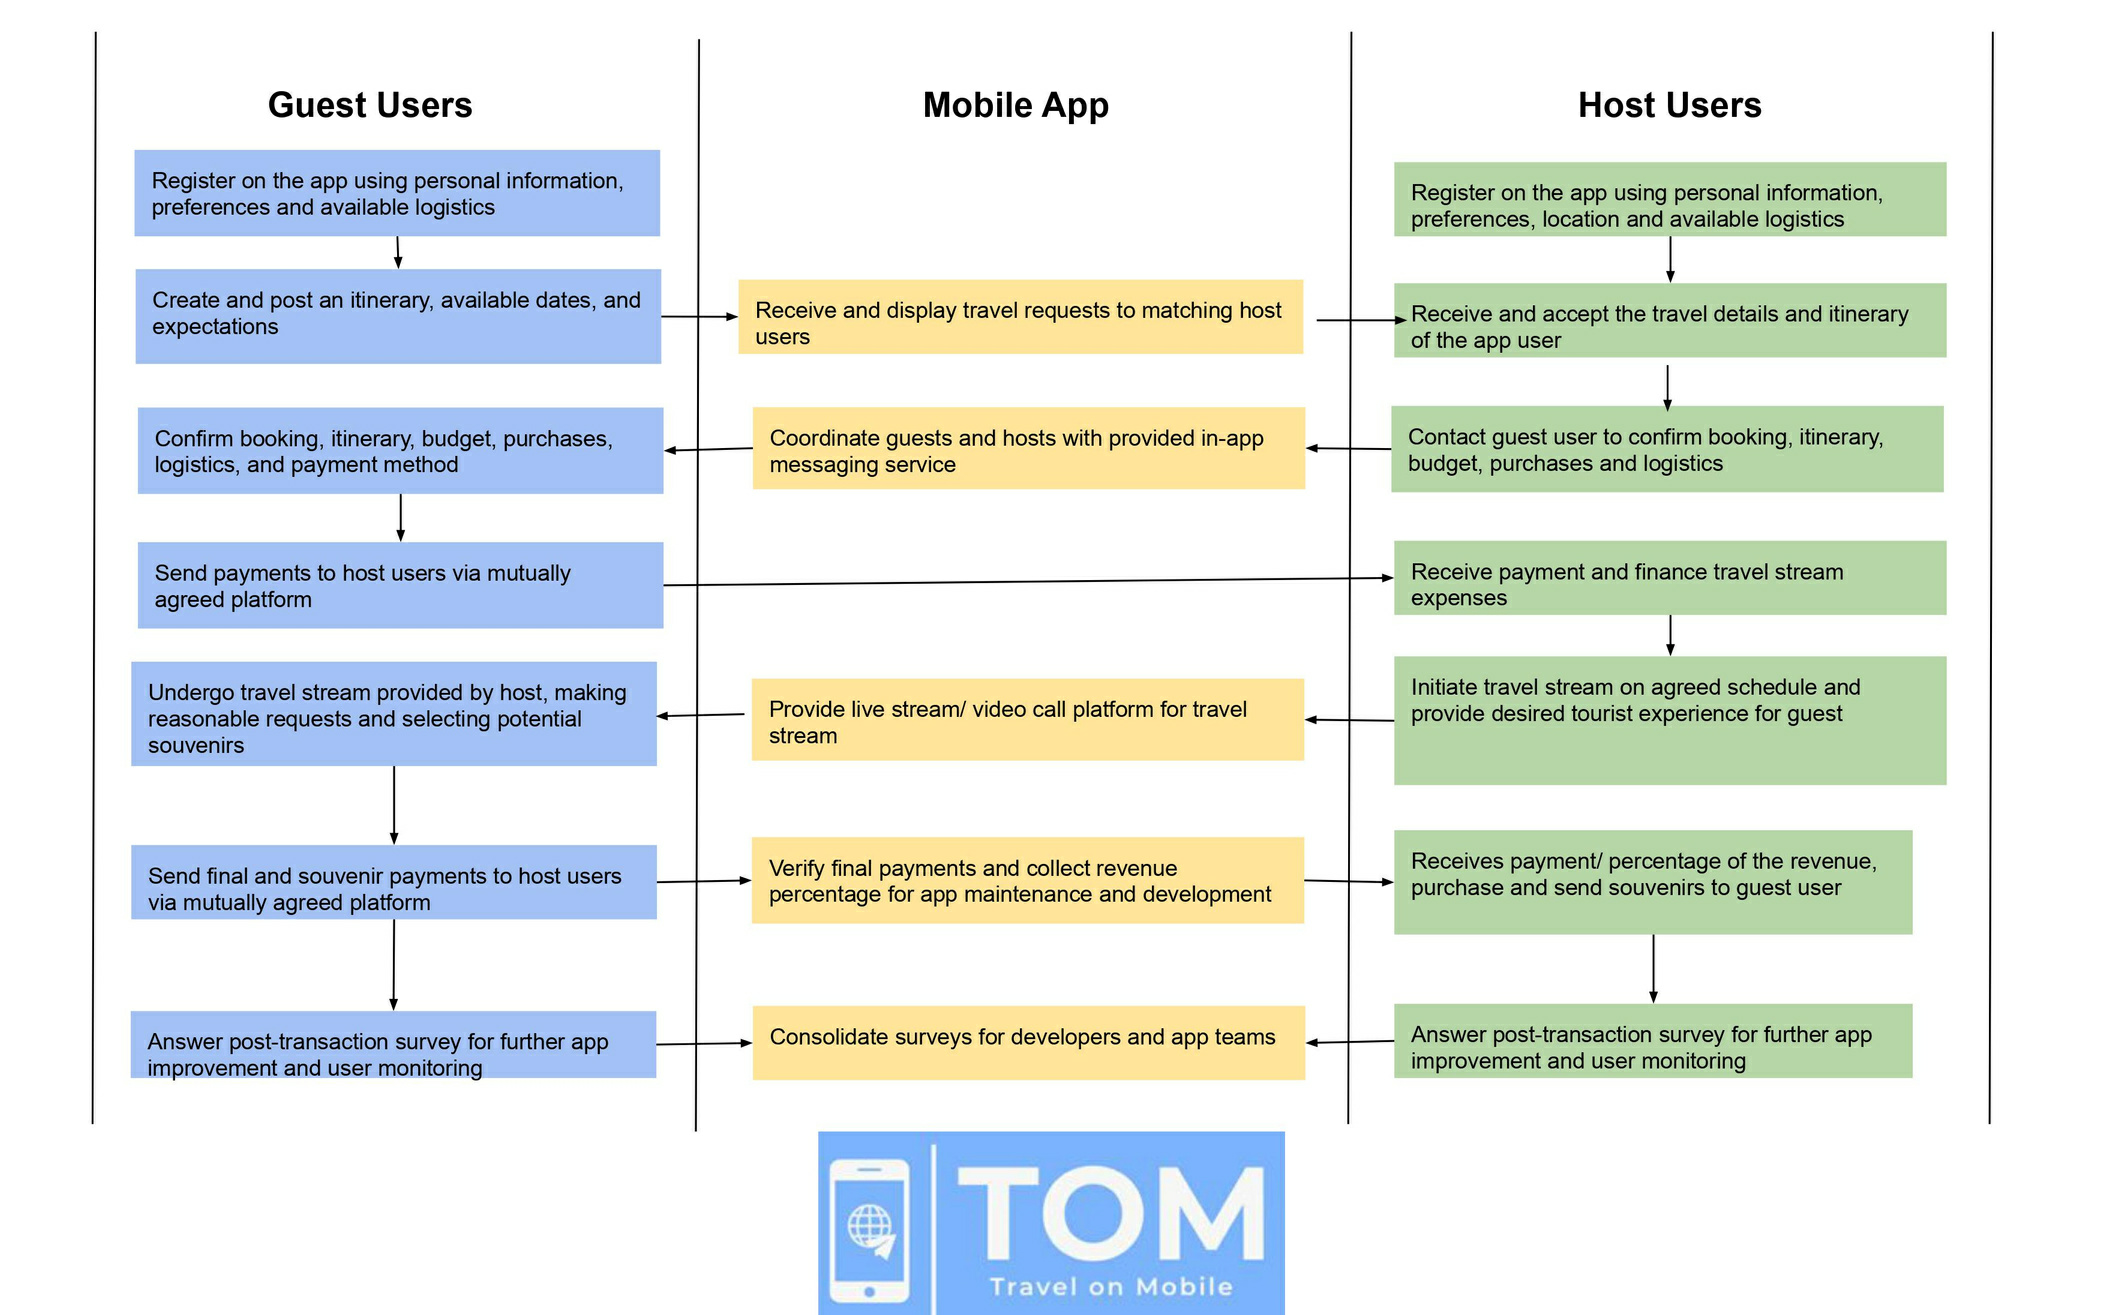 Guest Users
Mobile App
Host Users
Register on the app using personal information,
preferences and available logistics
Register on the app using personal information,
preferences, location and available logistics
Create and post an itinerary, available dates, and
expectations
Receive and display travel requests to matching host
users
Receive and accept the travel details and itinerary
of the app user
Confirm booking, itinerary, budget, purchases,
logistics, and payment method
Coordinate guests and hosts with provided in-app
messaging service
Contact guest user to confirm booking, itinerary,
budget, purchases and logistics
Send payments to host users via mutually
agreed platform
Receive payment and finance travel stream
expenses
Undergo travel stream provided by host, making
reasonable requests and selecting potential
souvenirs
Provide live stream/ video call platform for travel
stream
Initiate travel stream on agreed schedule and
provide desired tourist experience for guest
Send final and souvenir payments to host users
via mutually agreed platform
Verify final payments and collect revenue
percentage for app maintenance and development
Receives payment/ percentage of the revenue,
purchase and send souvenirs to guest user
Answer post-transaction survey for further app
improvement and user monitoring
Consolidate surveys for developers and app teams
Answer post-transaction survey for further app
improvement and user monitoring
TOM
Travel on Mobile